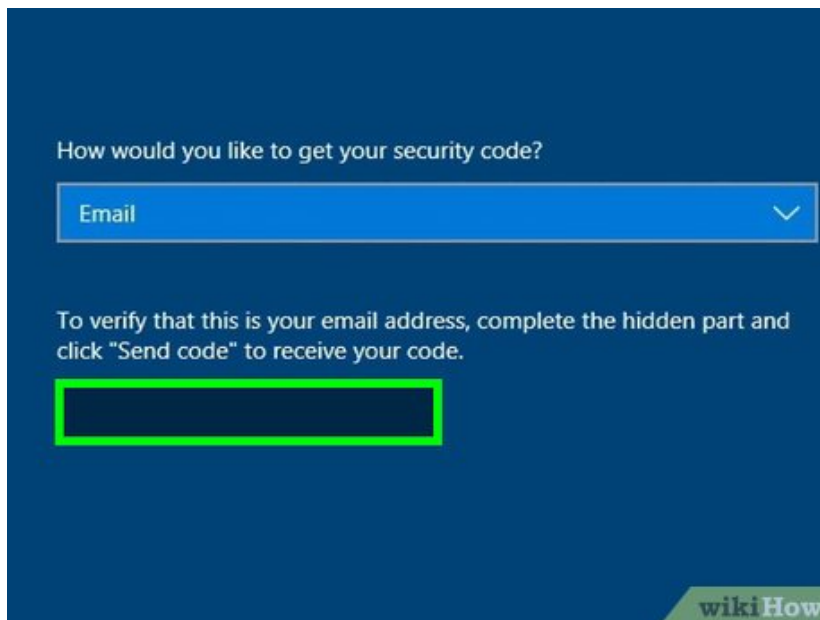 How would you like to get your security code?
Email
To verify that this is your email address, complete the hidden part and
click "Send code" to receive your code.
wikiHow